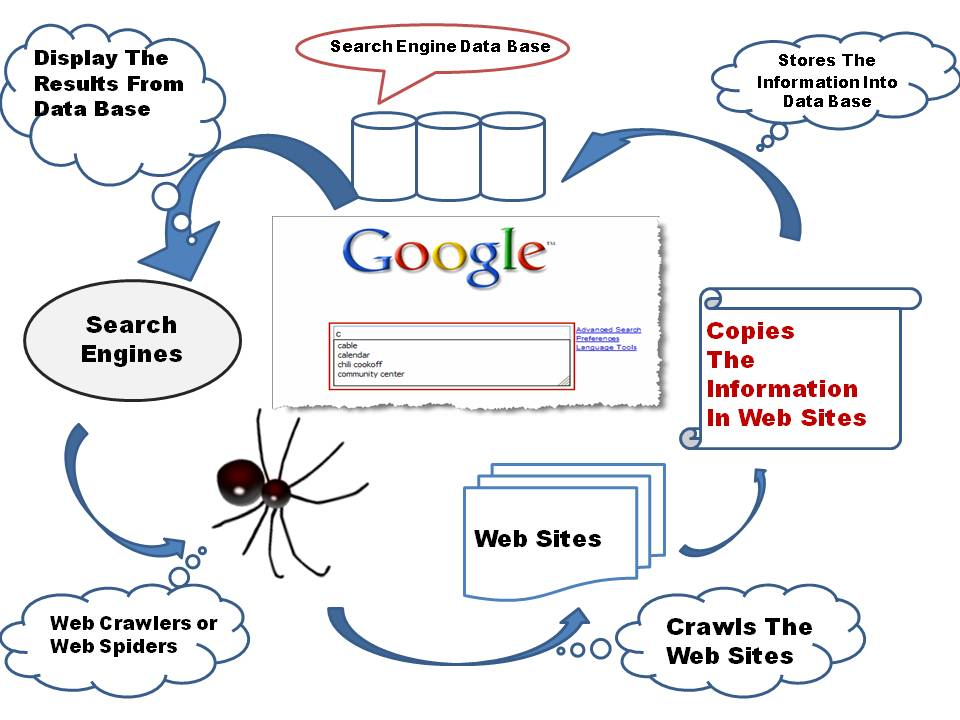 Display The
Results From
Data Base
Search Engine Data Base
Stores The
Information Into
Data Base
Google™
c
cable
calendar
chili cookoff
community center
Advanced Search
Preferences
Language Tools
Search
Engines
Copies
The
Information
In Web Sites
Web Sites
Web Crawlers or
Web Spiders
Crawls The
Web Sites